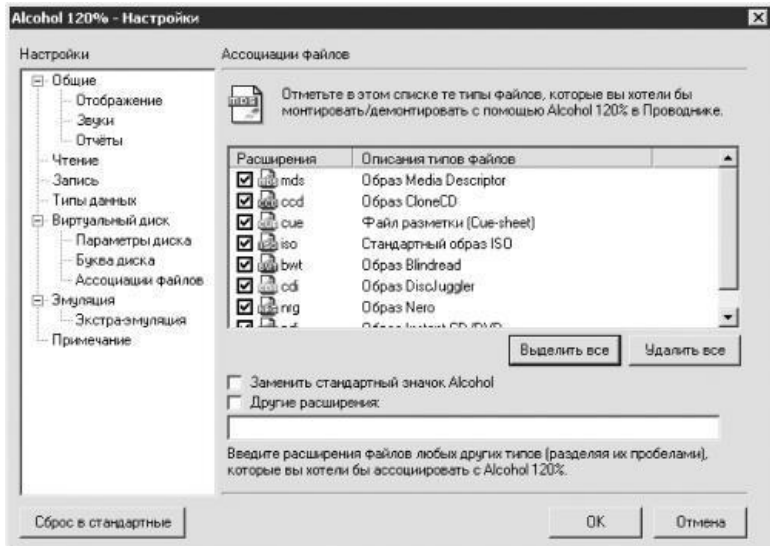 Alcohol 120% - Настройки
Настройки
Общие
Отображение
Звуки
Отчёты
Чтение
Запись
Типы данных
Виртуальный диск
Параметры диска
Буква диска
Ассоциации файлов
Эмуляция
Экстра-эмуляция
Примечание
Ассоциации файлов
Отметьте в этом списке те типы файлов, которые вы хотели бы
монтировать/демонтировать с помощью Alcohol 120% в Проводнике.
Расширения Описания типов файлов
mds Образ Media Descriptor
ccd Образ CloneCD
cue Файл разметки (Cue-sheet)
iso Стандартный образ ISO
bwt Образ Blindread
cdi Образ DiscJuggler
nrg Образ Nero
Образ Instant CD/DVD
Выделить все Удалить все
Заменить стандартный значок Alcohol
Другие расширения:
Введите расширения файлов любых других типов (разделяя их пробелами),
которые вы хотели бы ассоциировать с Alcohol 120%.
Сброс в стандартные OK Отмена